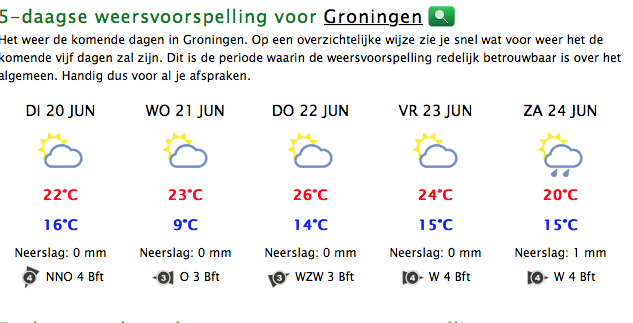 5-daagse weersvoorspelling voor Groningen
Het weer de komende dagen in Groningen. Op een overzichtelijke wijze zie je snel wat voor weer het de
komende vijf dagen zal zijn. Dit is de periode waarin de weersvoorspelling redelijk betrouwbaar is over het
algemeen. Handig dus voor al je afspraken.
DI 20 JUN WO 21 JUN DO 22 JUN VR 23 JUN ZA 24 JUN
22°C 23°C 26°C 24°C 20°C
16°C 9°C 14°C 15°C 15°C
Neerslag: 0 mm Neerslag: 0 mm Neerslag: 0 mm Neerslag: 0 mm Neerslag: 1 mm
4 NNO 4 Bft 3 O 3 Bft 3 WZW 3 Bft 4 W 4 Bft 4 W 4 Bft